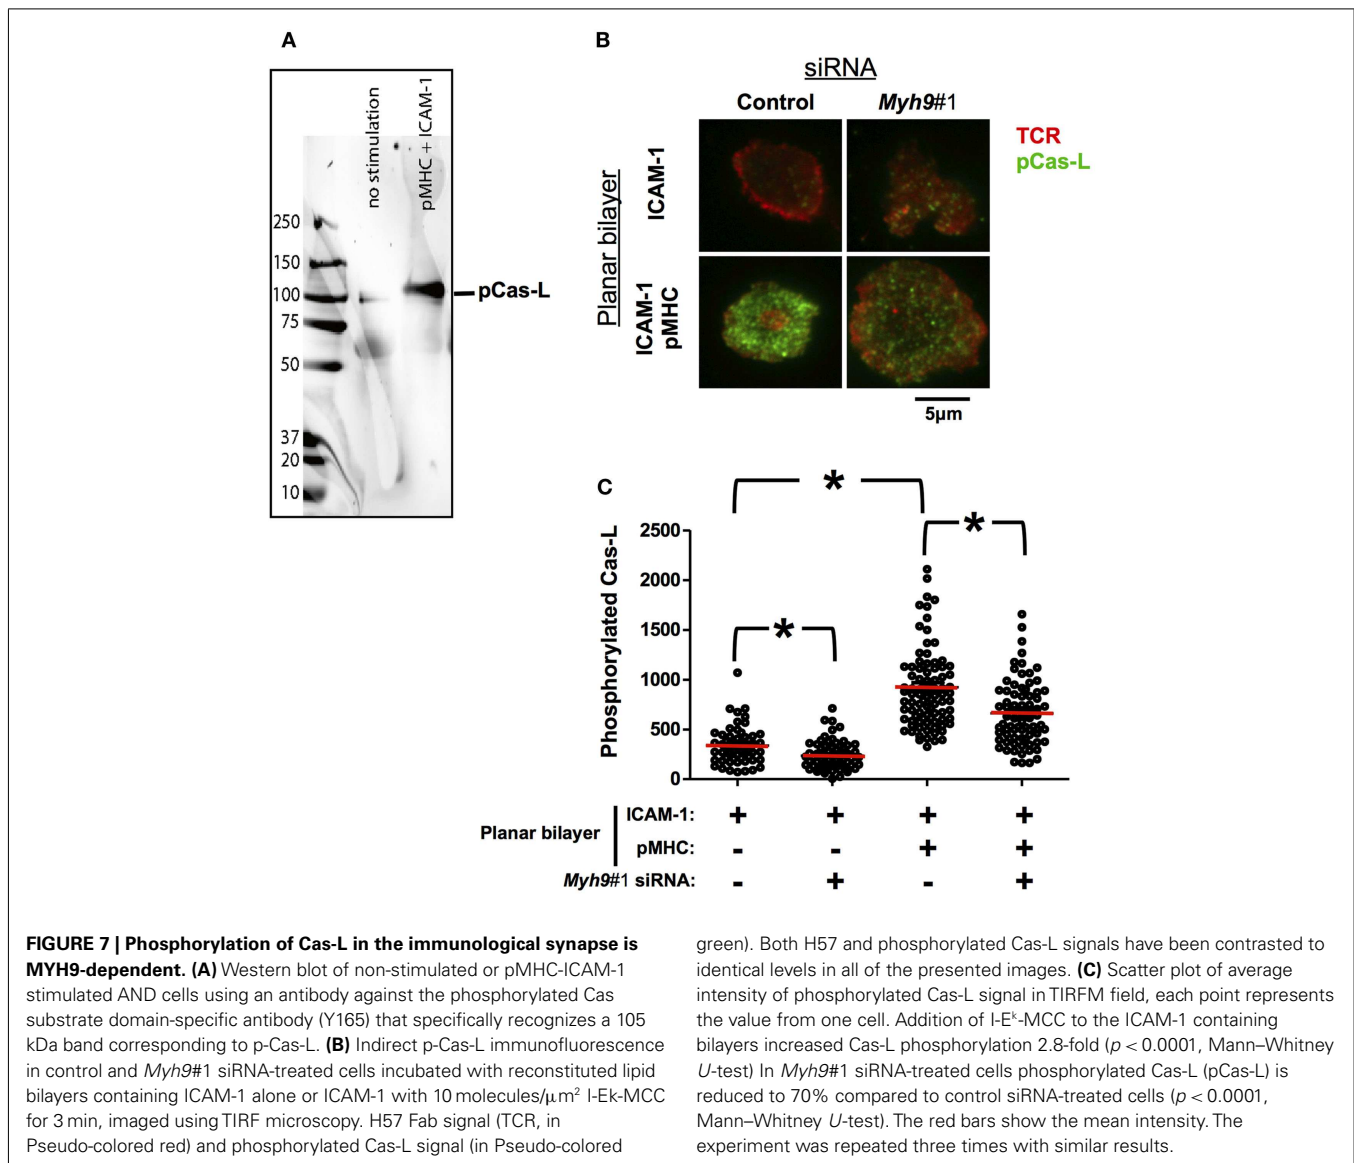 A
no stimulation
pMHC + ICAM-1
250
150
100
75
50
37
20
10
pCas-L
B
siRNA
Control
Myh9#1
Planar bilayer
ICAM-1
ICAM-1
pMHC
TCR
pCas-L
5µm
C
*
*
*
Phosphorylated Cas-L
2500
2000
1500
1000
500
0
Planar bilayer
ICAM-1: + + + +
pMHC: - - + +
Myh9#1 siRNA: - + - +
FIGURE 7 | Phosphorylation of Cas-L in the immunological synapse is
MYH9-dependent. (A) Western blot of non-stimulated or pMHC-ICAM-1
stimulated AND cells using an antibody against the phosphorylated Cas
substrate domain-specific antibody (Y165) that specifically recognizes a 105
kDa band corresponding to p-Cas-L. (B) Indirect p-Cas-L immunofluorescence
in control and Myh9#1 siRNA-treated cells incubated with reconstituted lipid
bilayers containing ICAM-1 alone or ICAM-1 with 10 molecules/µm² I-Ek-MCC
for 3 min, imaged using TIRF microscopy. H57 Fab signal (TCR, in
Pseudo-colored red) and phosphorylated Cas-L signal (in Pseudo-colored
green). Both H57 and phosphorylated Cas-L signals have been contrasted to
identical levels in all of the presented images. (C) Scatter plot of average
intensity of phosphorylated Cas-L signal in TIRFM field, each point represents
the value from one cell. Addition of I-Eᵏ-MCC to the ICAM-1 containing
bilayers increased Cas-L phosphorylation 2.8-fold (p < 0.0001, Mann–Whitney
U-test) In Myh9#1 siRNA-treated cells phosphorylated Cas-L (pCas-L) is
reduced to 70% compared to control siRNA-treated cells (p < 0.0001,
Mann–Whitney U-test). The red bars show the mean intensity. The
experiment was repeated three times with similar results.